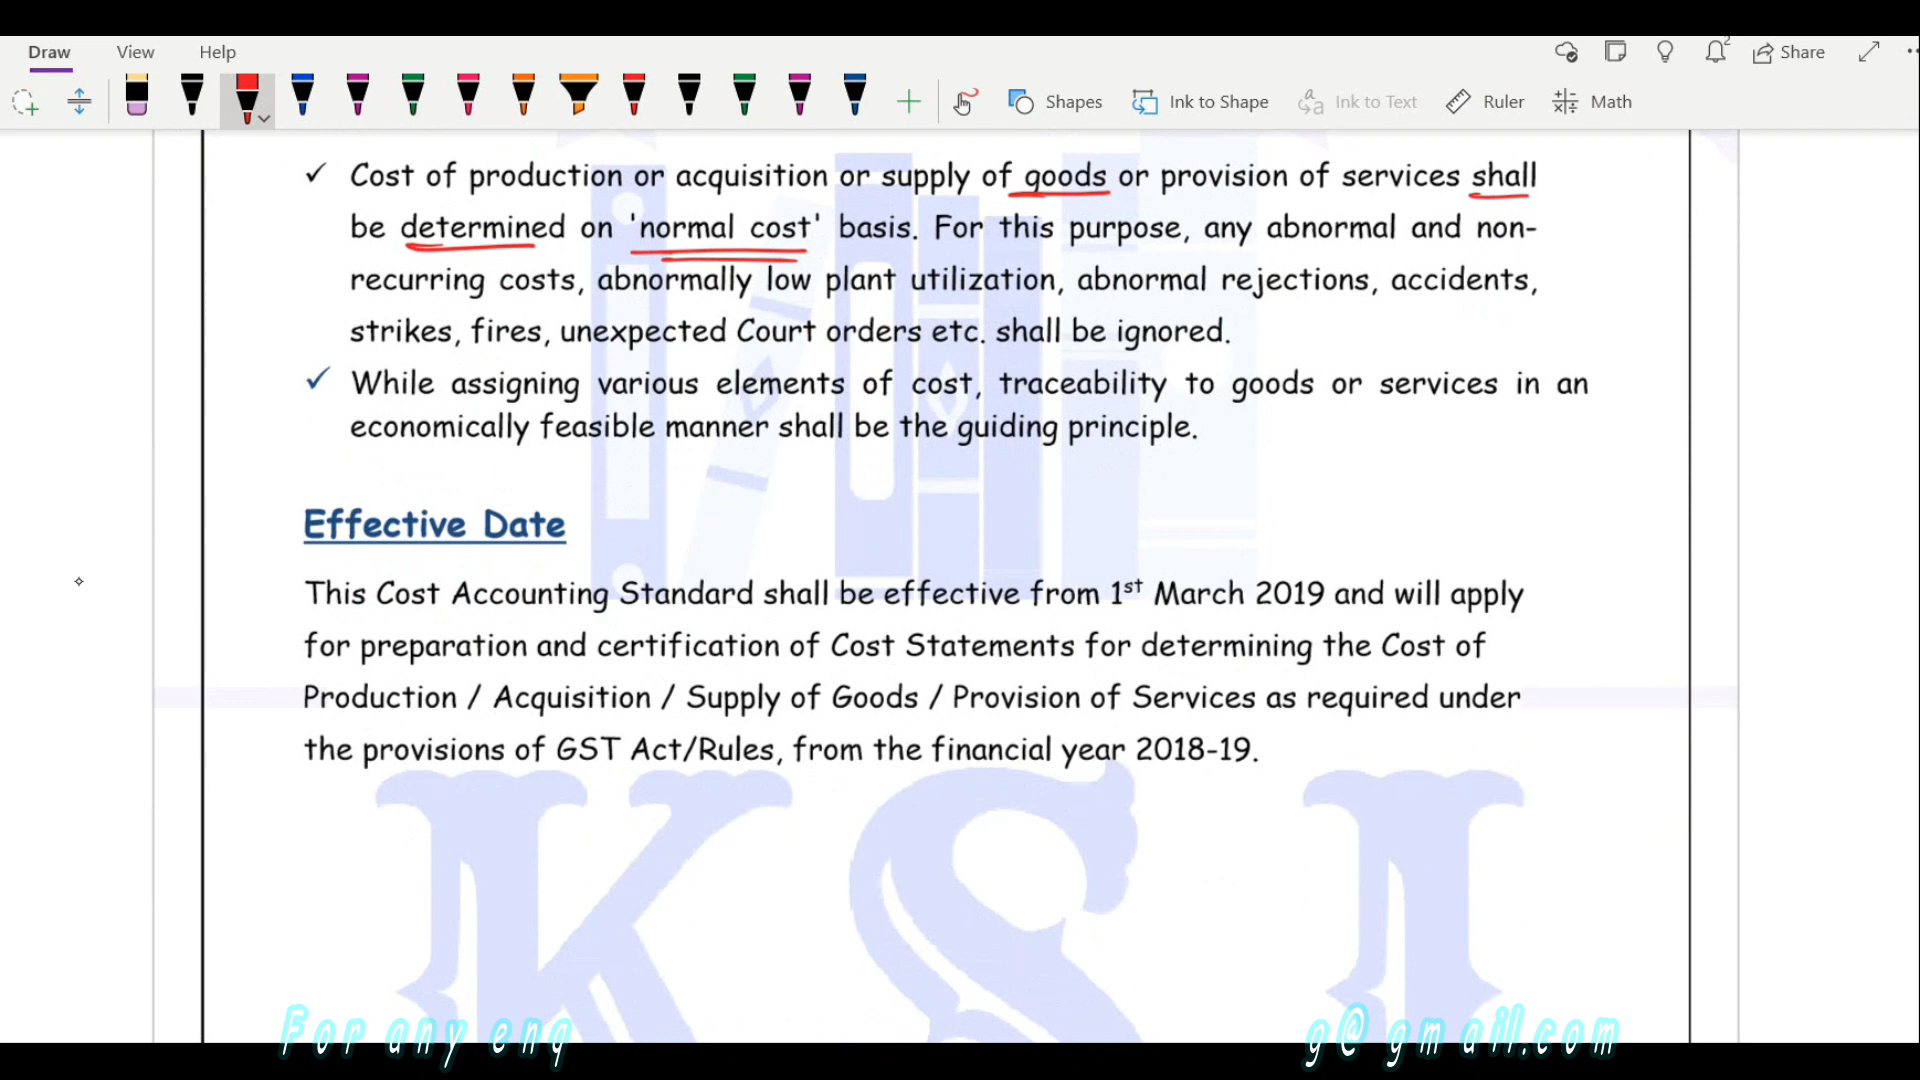 Draw View Help
Share
Shapes Ink to Shape Ink to Text Ruler Math
✓ Cost of production or acquisition or supply of goods or provision of services shall
be determined on 'normal cost' basis. For this purpose, any abnormal and non-
recurring costs, abnormally low plant utilization, abnormal rejections, accidents,
strikes, fires, unexpected Court orders etc. shall be ignored.
✓ While assigning various elements of cost, traceability to goods or services in an
economically feasible manner shall be the guiding principle.
Effective Date
This Cost Accounting Standard shall be effective from 1st March 2019 and will apply
for preparation and certification of Cost Statements for determining the Cost of
Production / Acquisition / Supply of Goods / Provision of Services as required under
the provisions of GST Act/Rules, from the financial year 2018-19.
KSI
For any enq g@gmail.com